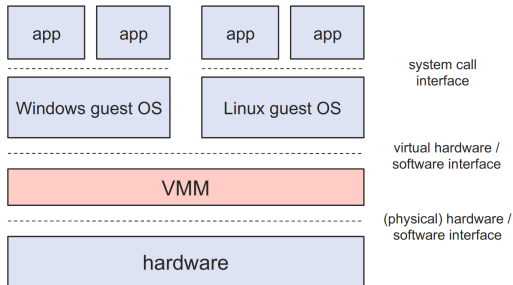 app
app
app
app
system call
interface
Windows guest OS
Linux guest OS
virtual hardware /
software interface
VMM
(physical) hardware /
software interface
hardware